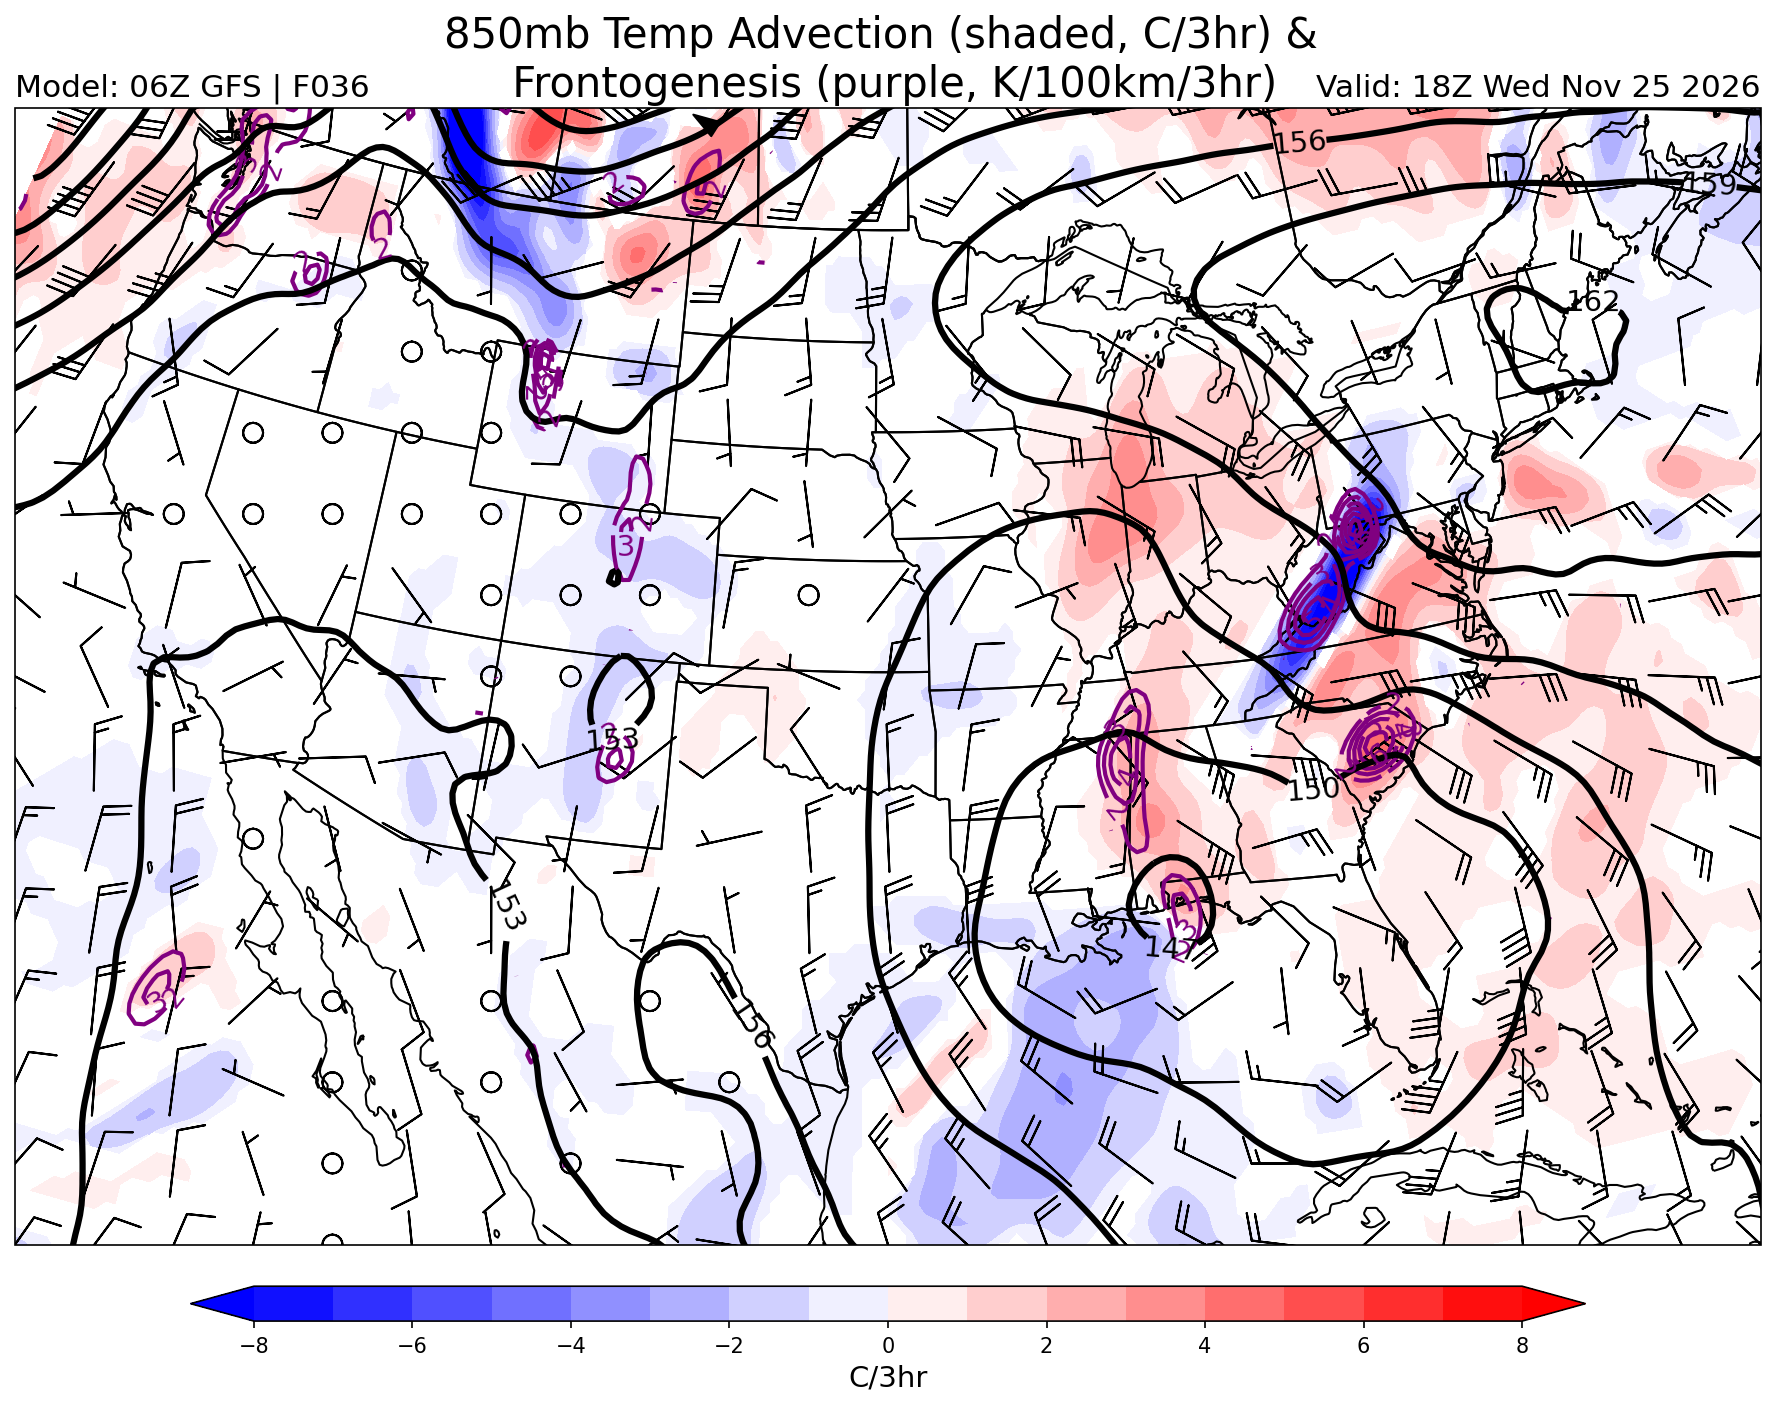 850mb Temp Advection (shaded, C/3hr) &
Frontogenesis (purple, K/100km/3hr)
Model: 06Z GFS | F036
Valid: 18Z Wed Nov 25 2026
156
159
162
153
150
147
153
156
−8 −6 −4 −2 0 2 4 6 8
C/3hr